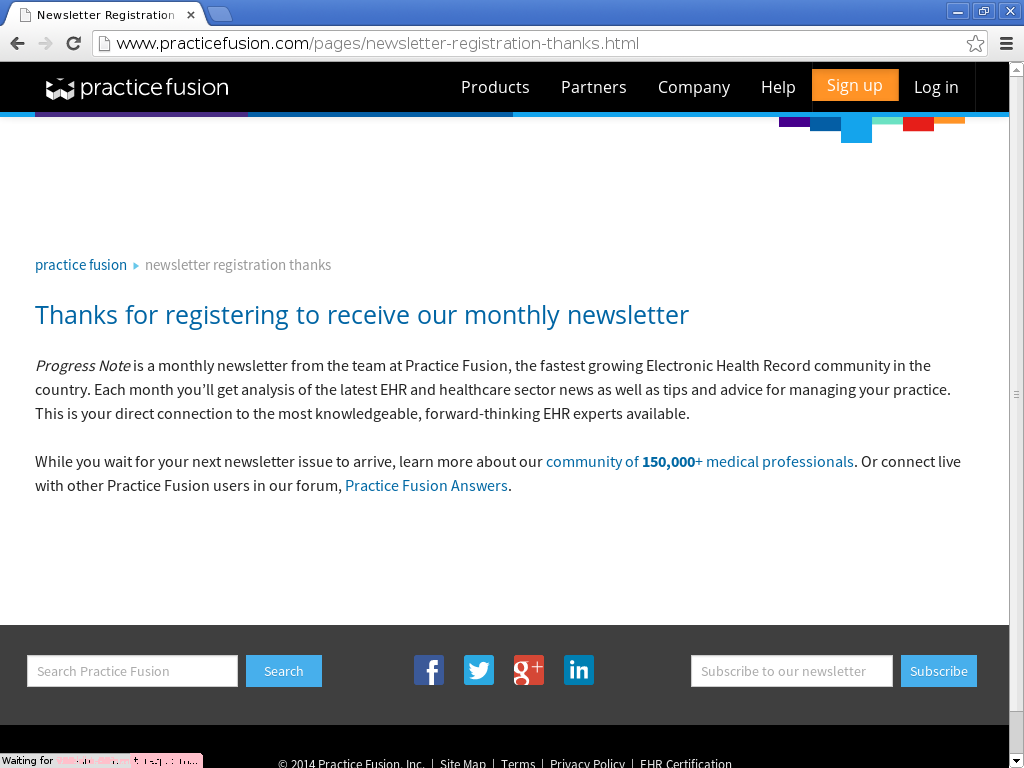 Newsletter Registration
www.practicefusion.com/pages/newsletter-registration-thanks.html
practice fusion
Products Partners Company Help Sign up Log in
practice fusion newsletter registration thanks
Thanks for registering to receive our monthly newsletter
Progress Note is a monthly newsletter from the team at Practice Fusion, the fastest growing Electronic Health Record community in the
country. Each month you’ll get analysis of the latest EHR and healthcare sector news as well as tips and advice for managing your practice.
This is your direct connection to the most knowledgeable, forward-thinking EHR experts available.
While you wait for your next newsletter issue to arrive, learn more about our community of 150,000+ medical professionals. Or connect live
with other Practice Fusion users in our forum, Practice Fusion Answers.
Search Practice Fusion Search f g+ in Subscribe to our newsletter Subscribe
Waiting for
© 2014 Practice Fusion, Inc. | Site Map | Terms | Privacy Policy | EHR Certification